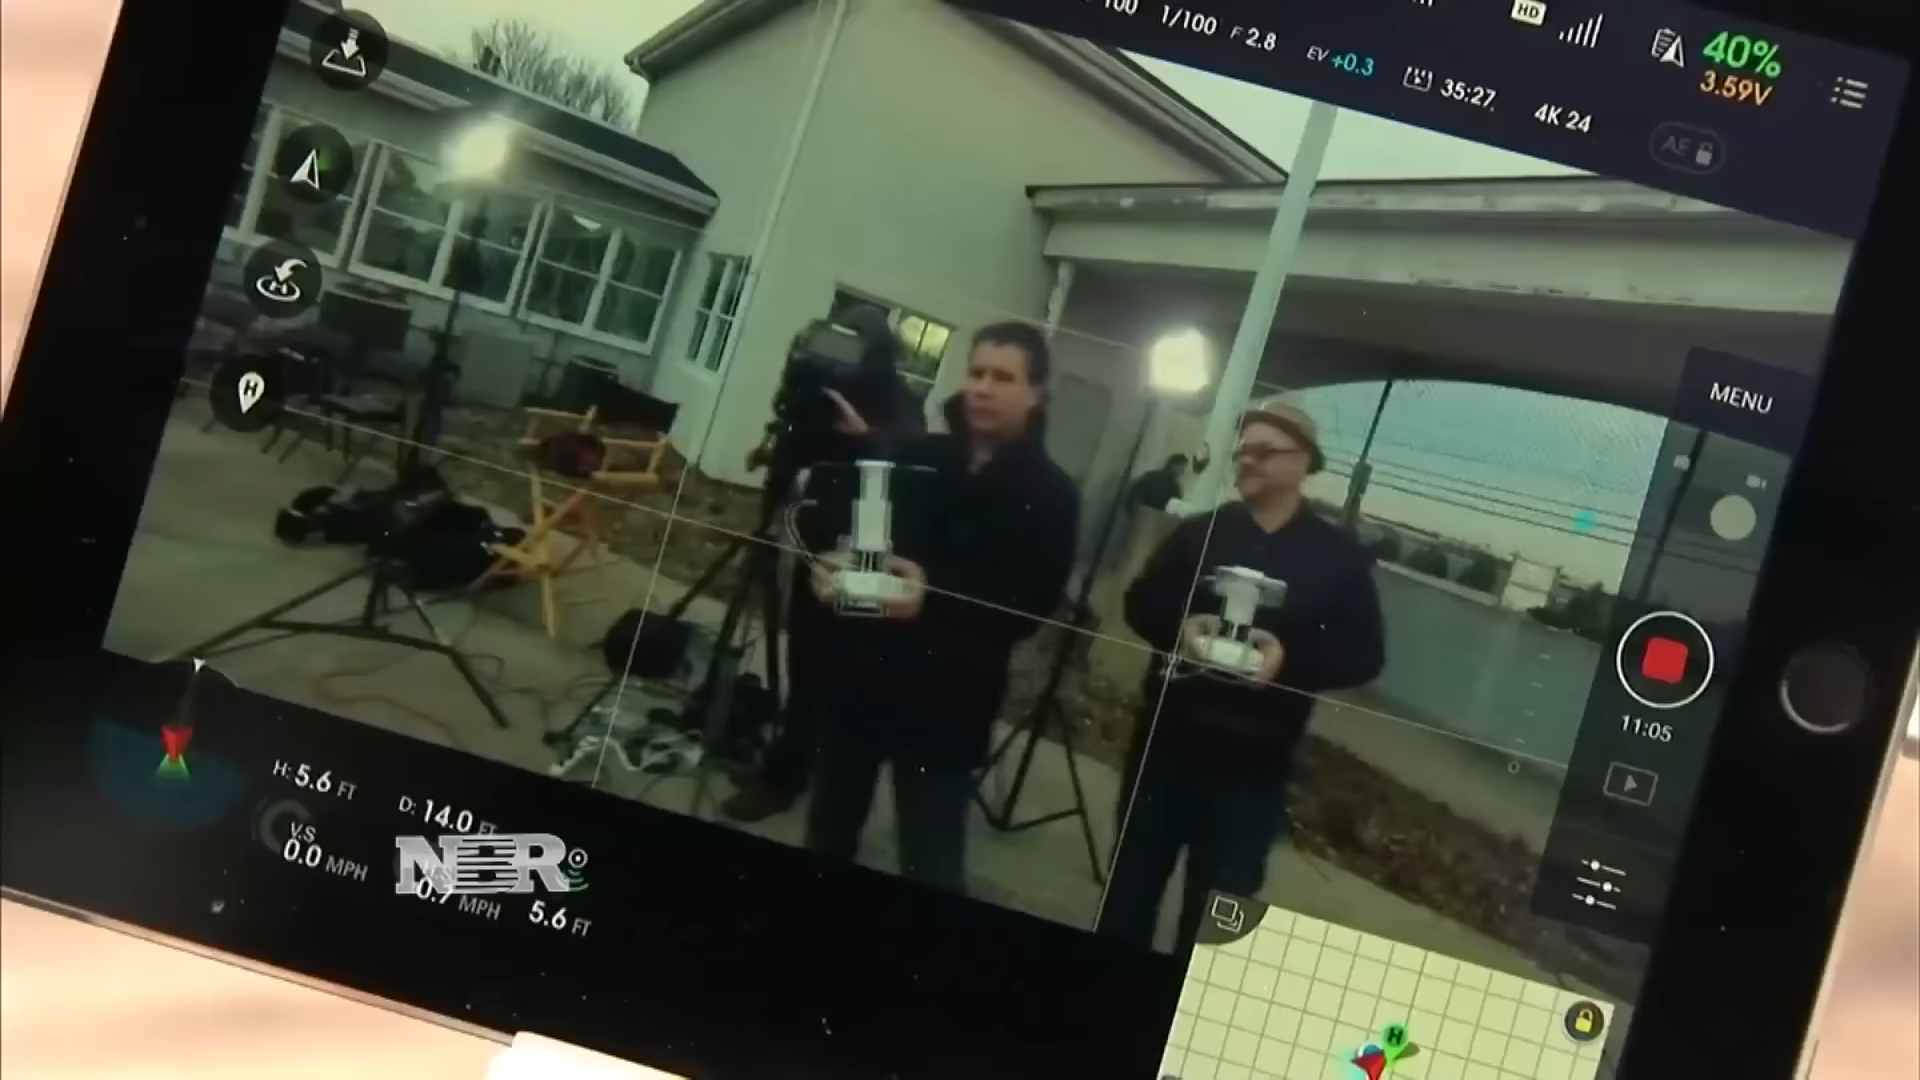 100 1/100 F 2.8 EV +0.3 35:27 4K 24
HD
40%
3.59V
AE
MENU
11:05
H: 5.6 FT D: 14.0 FT
V.S
0.0 MPH 0.7 MPH 5.6 FT
NBR
H
H
H